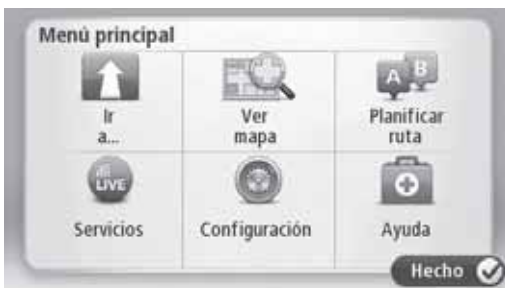 Menú principal
Ir
a...
Ver
mapa
A B
Planificar
ruta
LIVE
Servicios
Configuración
Ayuda
Hecho